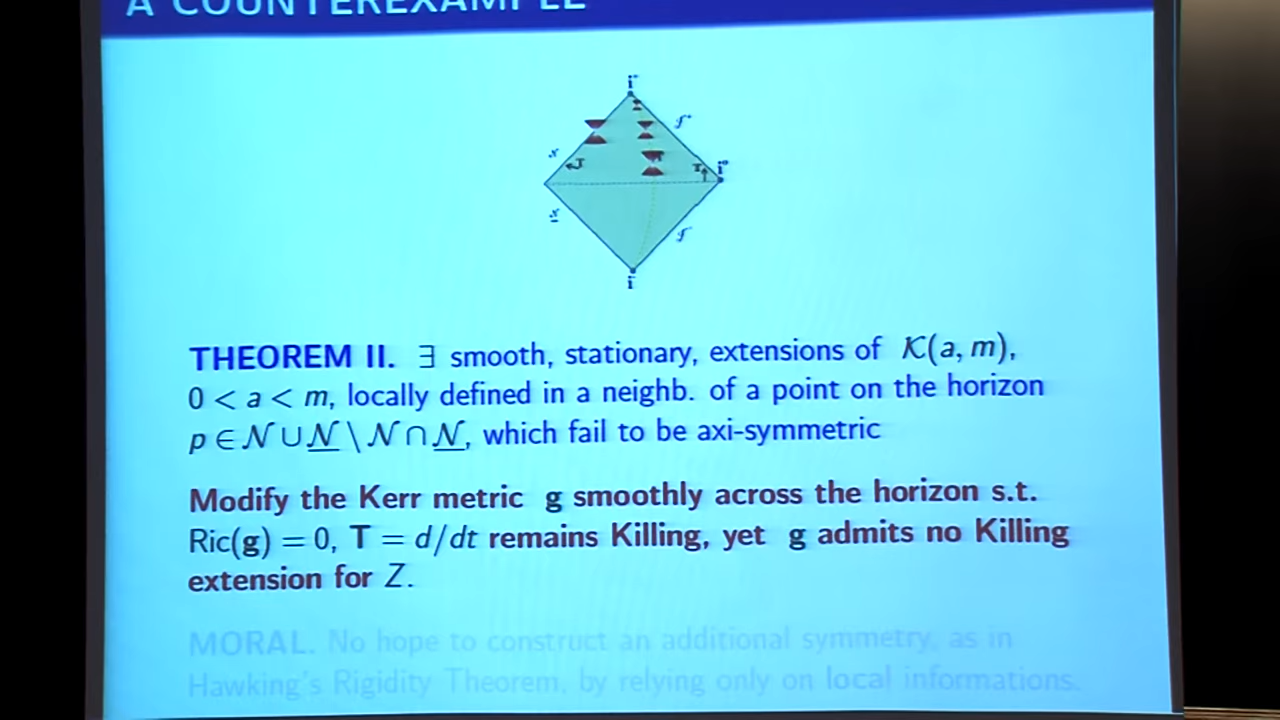 A COUNTEREXAMPLE
THEOREM II. ∃ smooth, stationary, extensions of 𝒦(a, m),
0 < a < m, locally defined in a neighb. of a point on the horizon
p ∈ 𝒩 ∪ <u>𝒩</u> \ 𝒩 ∩ <u>𝒩</u>, which fail to be axi-symmetric
Modify the Kerr metric g smoothly across the horizon s.t.
Ric(g) = 0, T = d/dt remains Killing, yet g admits no Killing
extension for Z.
MORAL. No hope to construct an additional symmetry, as in
Hawking's Rigidity Theorem, by relying only on local informations.